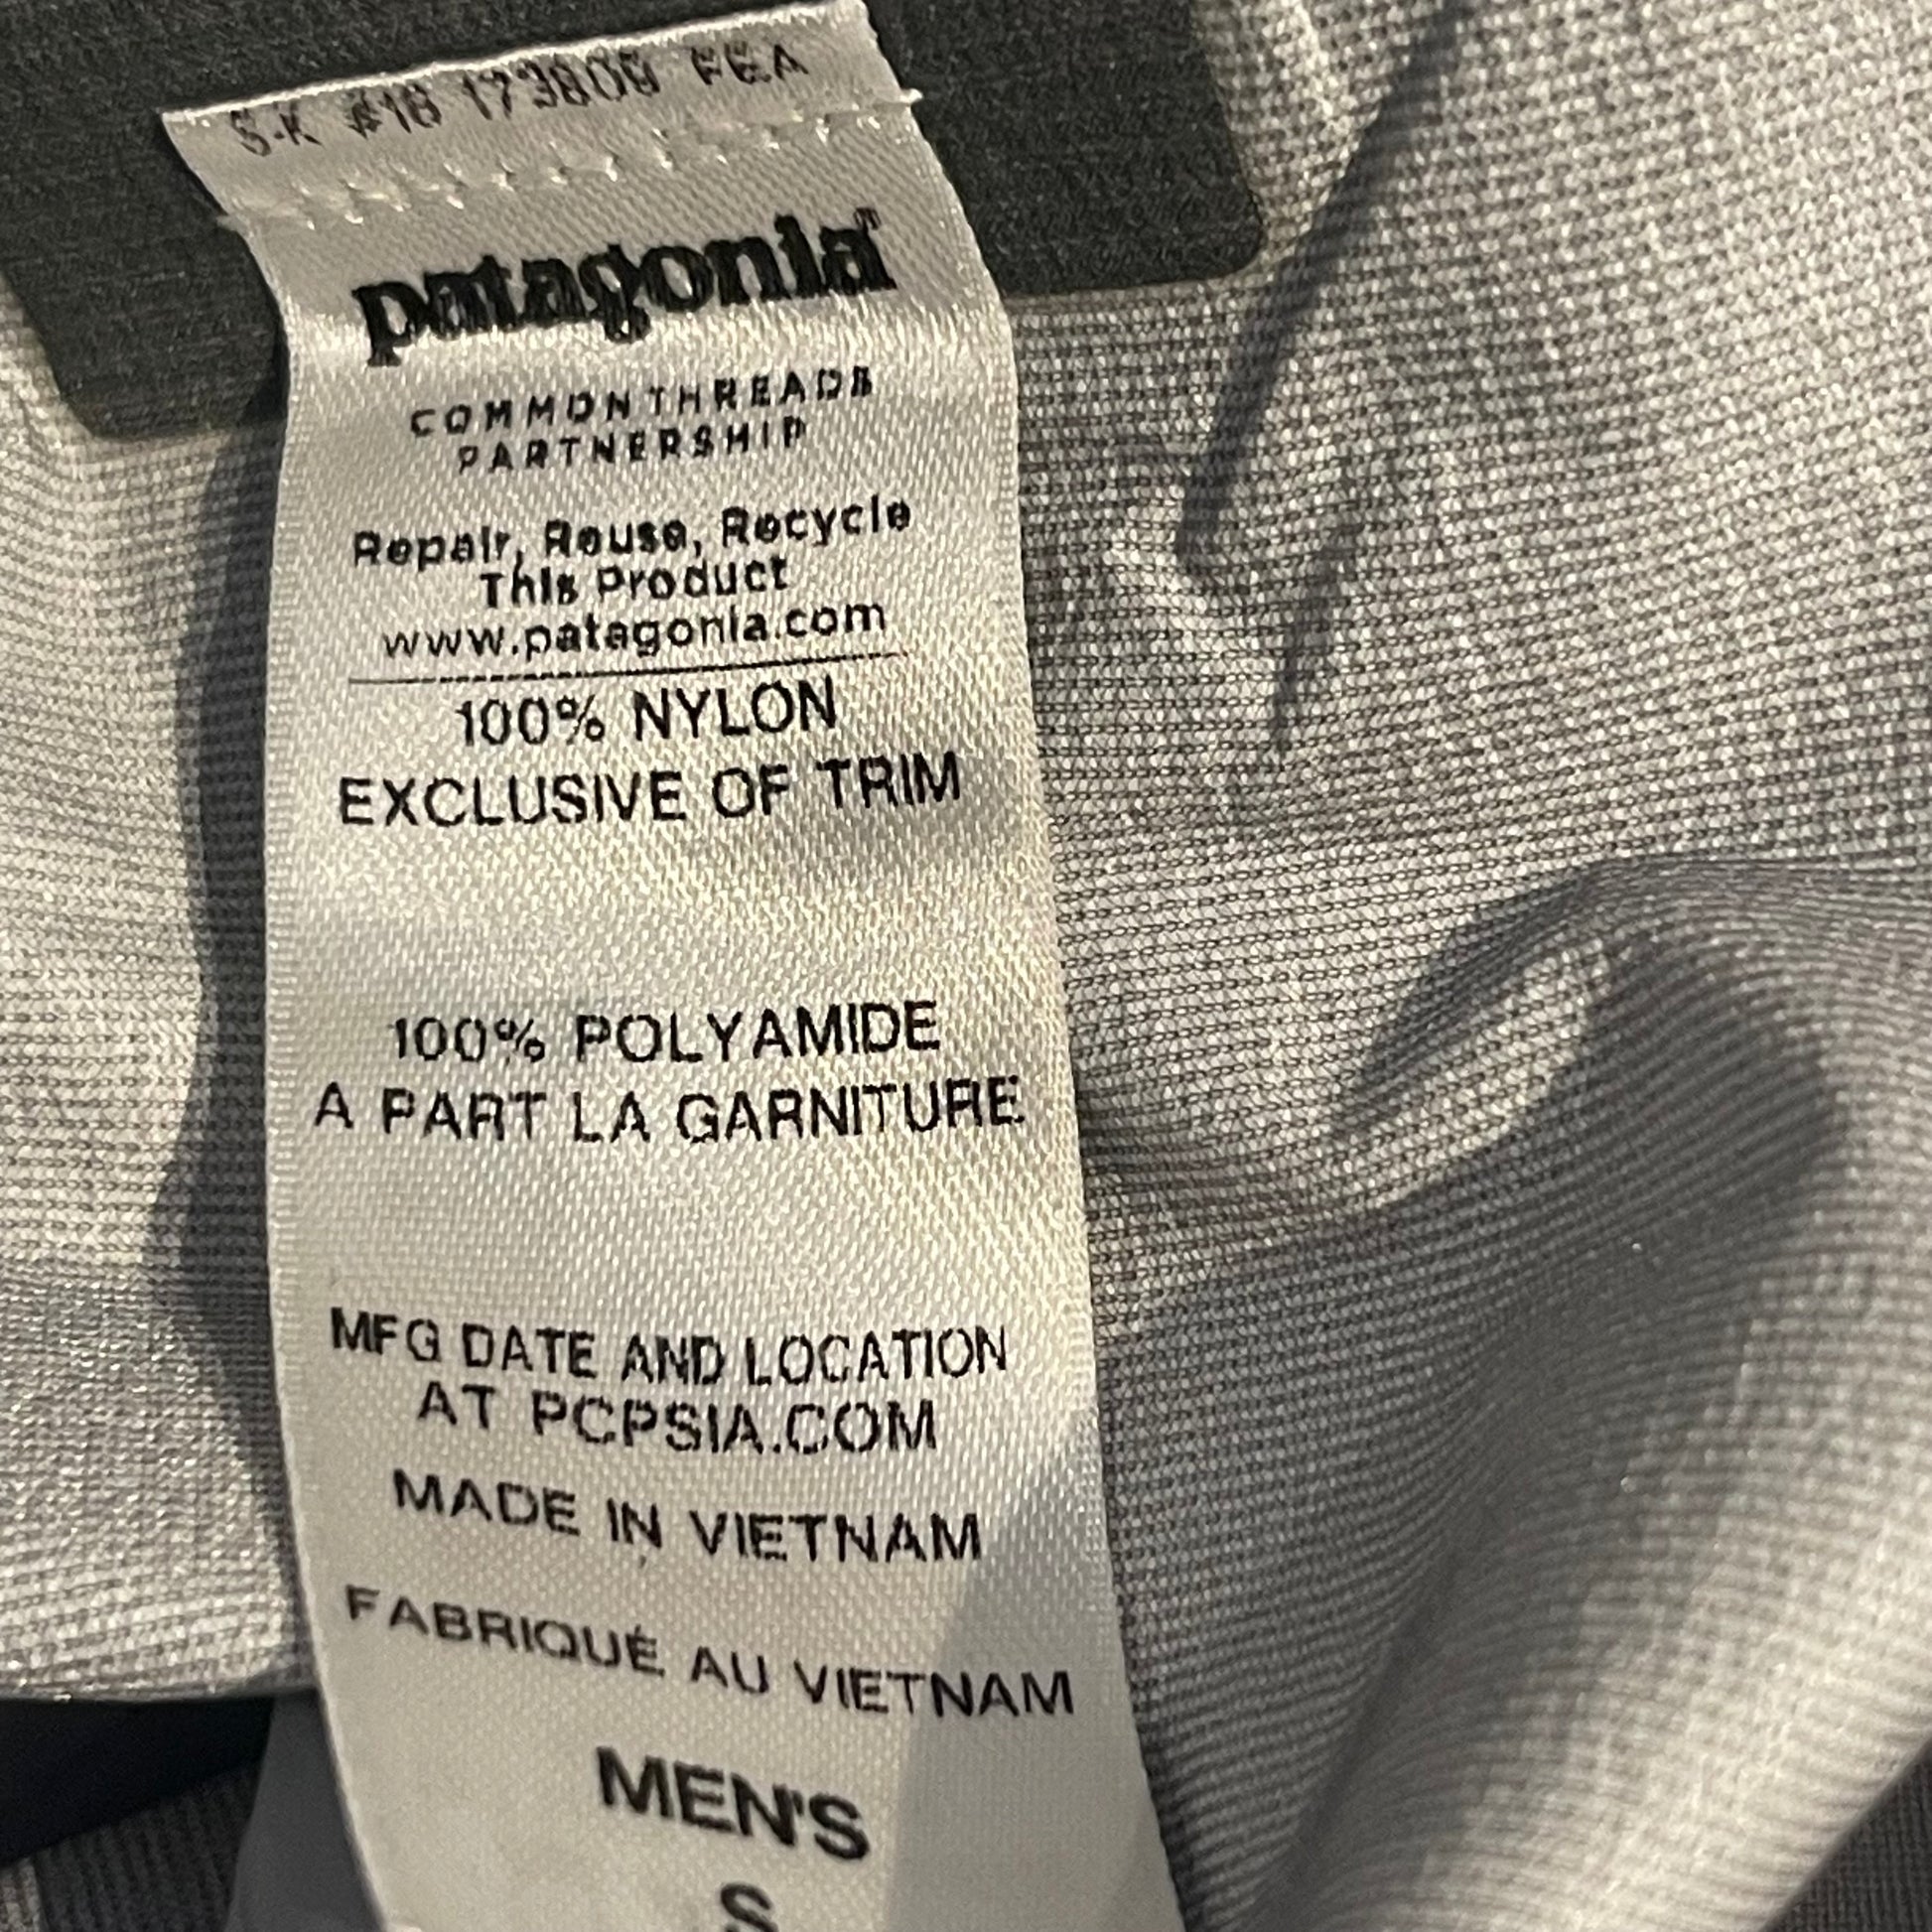 S-K #18 173809 FEA
patagonia®
COMMON THREADS
PARTNERSHIP
Repair, Reuse, Recycle
This Product
www.patagonia.com
100% NYLON
EXCLUSIVE OF TRIM
100% POLYAMIDE
A PART LA GARNITURE
MFG DATE AND LOCATION
AT PCPSIA.COM
MADE IN VIETNAM
FABRIQUÉ AU VIETNAM
MEN'S
S